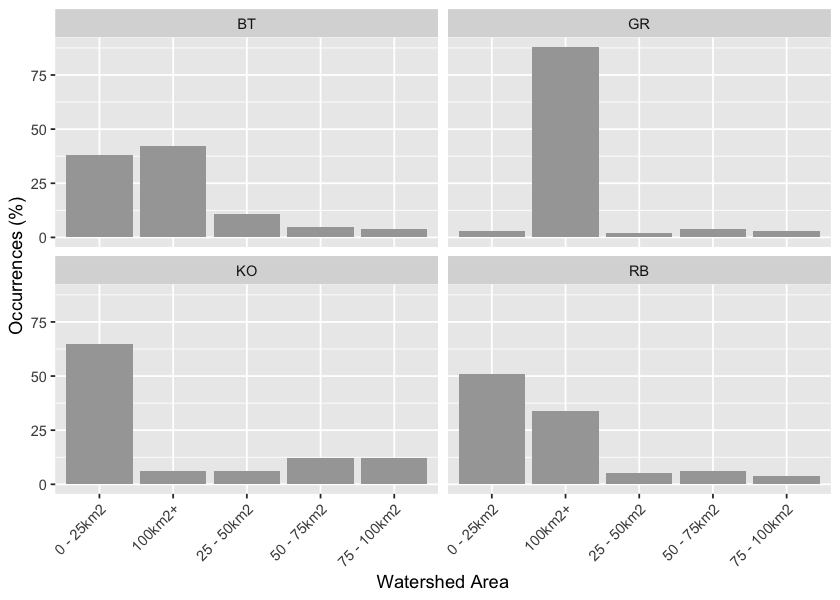 BT
GR
75
50
25
0
KO
RB
75
50
25
0
0 - 25km2
100km2+
25 - 50km2
50 - 75km2
75 - 100km2
0 - 25km2
100km2+
25 - 50km2
50 - 75km2
75 - 100km2
Watershed Area
Occurrences (%)